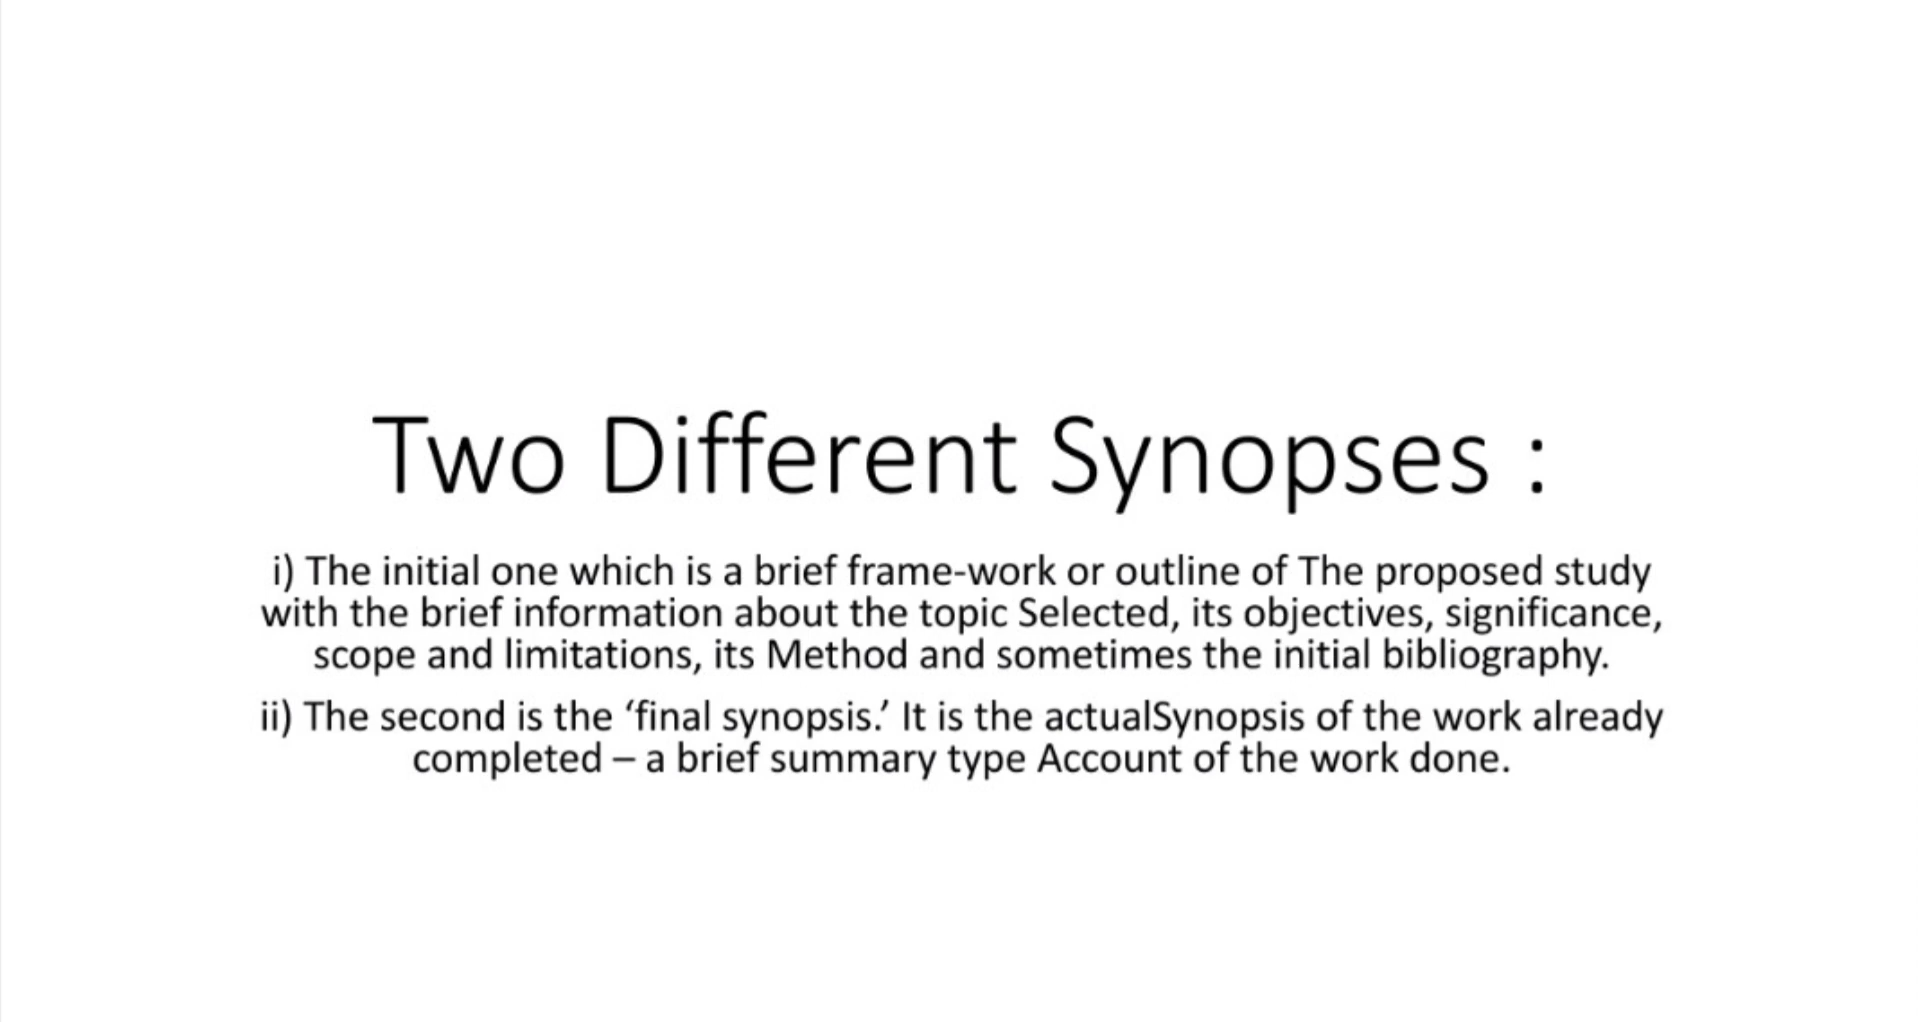 Two Different Synopses :
i) The initial one which is a brief frame-work or outline of The proposed study
with the brief information about the topic Selected, its objectives, significance,
scope and limitations, its Method and sometimes the initial bibliography.
ii) The second is the ‘final synopsis.’ It is the actualSynopsis of the work already
completed – a brief summary type Account of the work done.